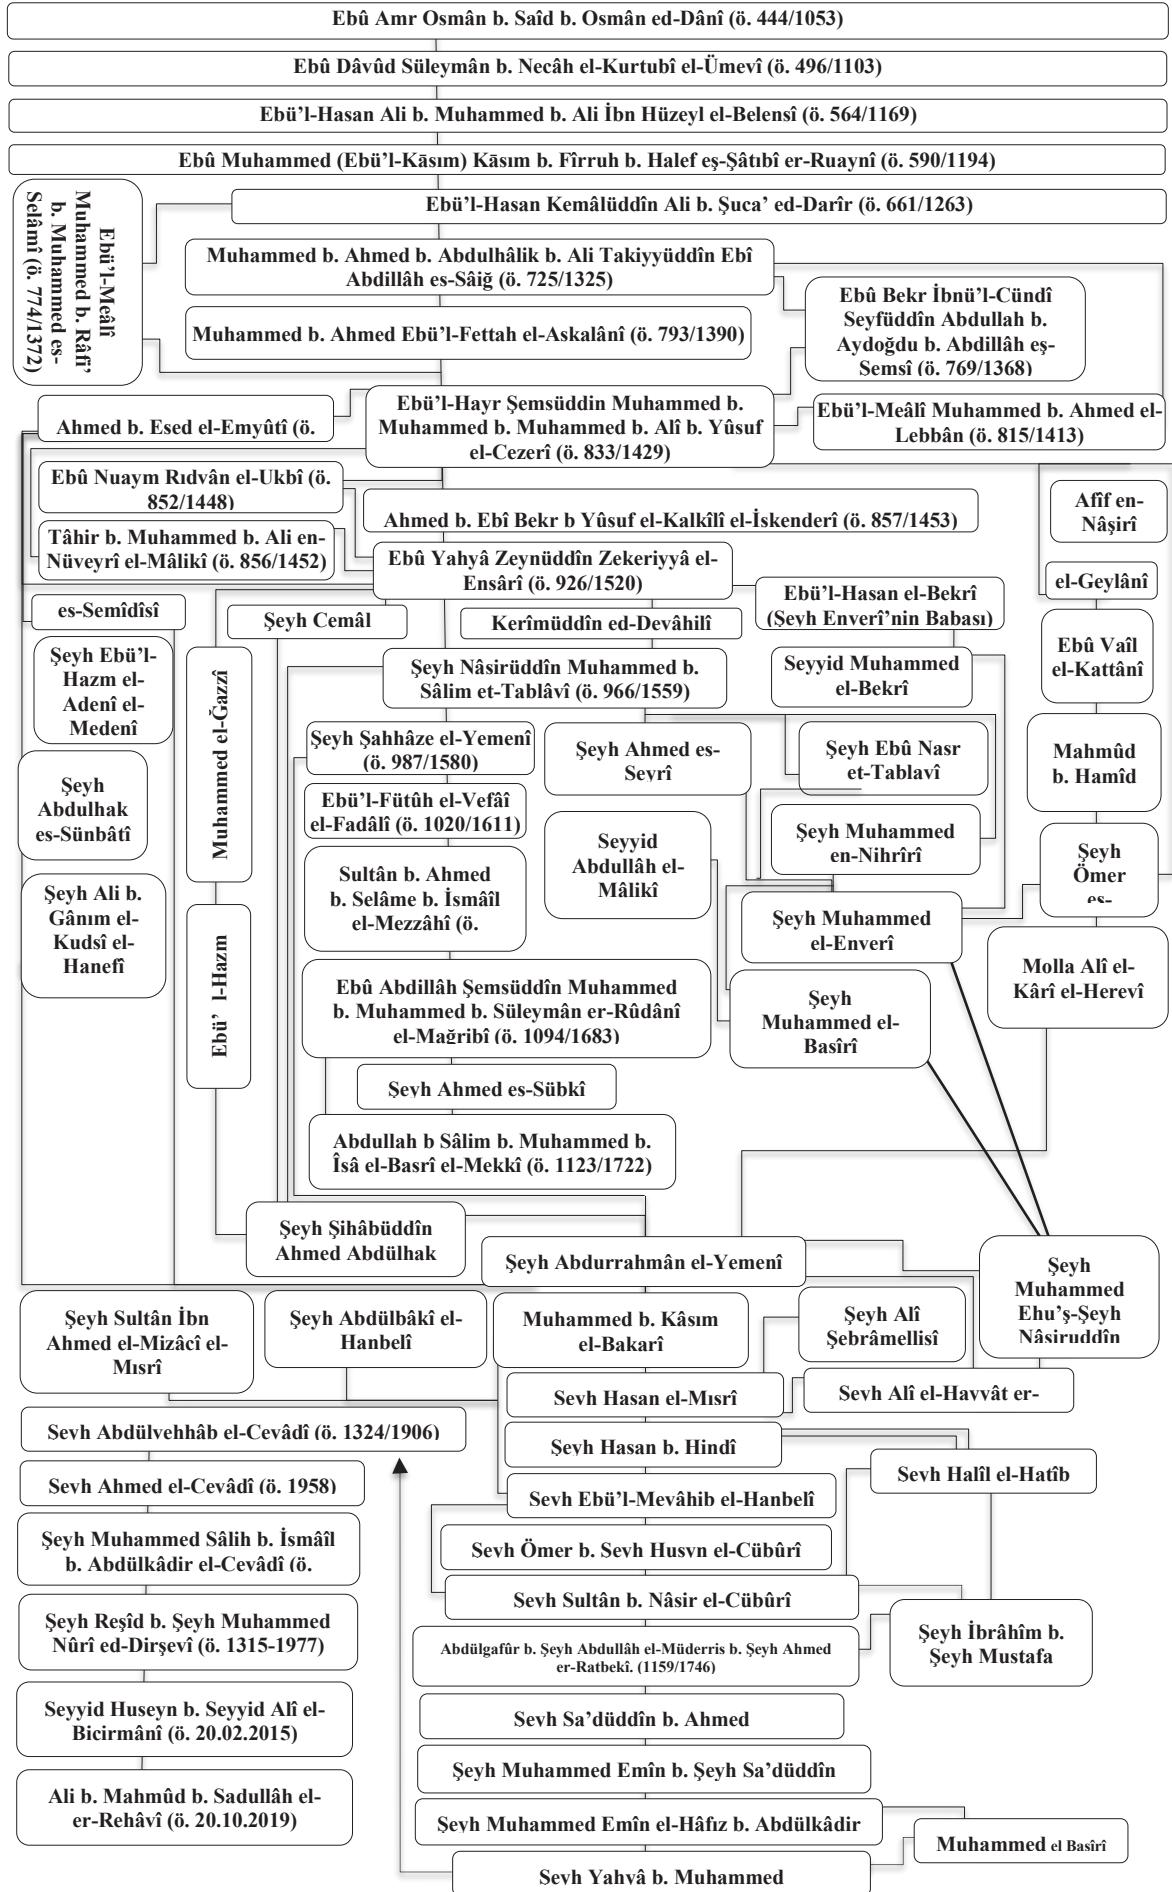 Ebû Amr Osmân b. Saîd b. Osmân ed-Dânî (ö. 444/1053)
Ebû Dâvûd Süleymân b. Necâh el-Kurtubî el-Ümevî (ö. 496/1103)
Ebü’l-Hasan Ali b. Muhammed b. Ali İbn Hüzeyl el-Belensî (ö. 564/1169)
Ebû Muhammed (Ebü’l-Kāsım) Kāsım b. Fîrruh b. Halef eş-Şâtıbî er-Ruaynî (ö. 590/1194)
Ebü’l-Meâlî
Muhammed b. Râfi’
b. Muhammed es-
Selâmî (ö. 774/1372)
Ebü’l-Hasan Kemâlüddîn Ali b. Şuca’ ed-Darîr (ö. 661/1263)
Muhammed b. Ahmed b. Abdulhâlik b. Ali Takiyyüddîn Ebî
Abdillâh es-Sâiğ (ö. 725/1325)
Ebû Bekr İbnü’l-Cündî
Seyfüddîn Abdullah b.
Aydoğdu b. Abdillâh eş-
Şemsî (ö. 769/1368)
Muhammed b. Ahmed Ebü’l-Fettah el-Askalânî (ö. 793/1390)
Ahmed b. Esed el-Emyûtî (ö.
Ebü’l-Hayr Şemsüddin Muhammed b.
Muhammed b. Muhammed b. Alî b. Yûsuf
el-Cezerî (ö. 833/1429)
Ebü’l-Meâlî Muhammed b. Ahmed el-
Lebbân (ö. 815/1413)
Ebû Nuaym Rıdvân el-Ukbî (ö.
852/1448)
Ahmed b. Ebî Bekr b Yûsuf el-Kalkîlî el-İskenderî (ö. 857/1453)
Afîf en-
Nâşirî
Tâhir b. Muhammed b. Ali en-
Nüveyrî el-Mâlikî (ö. 856/1452)
Ebû Yahyâ Zeynüddîn Zekeriyyâ el-
Ensârî (ö. 926/1520)
el-Geylânî
Ebü’l-Hasan el-Bekrî
(Şeyh Enverî’nin Babası)
es-Semîdîsî
Şeyh Cemâl
Kerîmüddîn ed-Devâhilî
Ebû Vaîl
el-Kattânî
Şeyh Ebü’l-
Hazm el-
Adenî el-
Medenî
Muhammed el-Ğazzî
Şeyh Nâsirüddîn Muhammed b.
Sâlim et-Tablâvî (ö. 966/1559)
Seyyid Muhammed
el-Bekrî
Şeyh Şahhâze el-Yemenî
(ö. 987/1580)
Şeyh Ahmed es-
Seyrî
Şeyh Ebû Nasr
et-Tablavî
Mahmûd
b. Hamîd
Şeyh
Abdulhak
es-Sünbâtî
Ebü’l-Fütûh el-Vefâî
el-Fadâlî (ö. 1020/1611)
Seyyid
Abdullâh el-
Mâlikî
Şeyh Muhammed
en-Nihrîrî
Şeyh
Ömer
es-
Şeyh Ali b.
Gânım el-
Kudsî el-
Hanefî
Sultân b. Ahmed
b. Selâme b. İsmâîl
el-Mezzâhî (ö.
Şeyh Muhammed
el-Enverî
Ebü’ l-Hazm
Molla Alî el-
Kârî el-Herevî
Ebû Abdillâh Şemsüddîn Muhammed
b. Muhammed b. Süleymân er-Rûdânî
el-Mağribî (ö. 1094/1683)
Şeyh
Muhammed el-
Basîrî
Şeyh Ahmed es-Sübkî
Abdullah b Sâlim b. Muhammed b.
Îsâ el-Basrî el-Mekkî (ö. 1123/1722)
Şeyh Şihâbüddîn
Ahmed Abdülhak
Şeyh Abdurrahmân el-Yemenî
Şeyh
Muhammed
Ehu’ş-Şeyh
Nâsiruddîn
Şeyh Sultân İbn
Ahmed el-Mizâcî el-
Mısrî
Şeyh Abdülbâkî el-
Hanbelî
Muhammed b. Kâsım
el-Bakarî
Şeyh Alî
Şebrâmellisî
Şeyh Hasan el-Mısrî
Şeyh Alî el-Hayyât er-
Şeyh Abdülvehhâb el-Cevâdî (ö. 1324/1906)
Şeyh Hasan b. Hindî
Şeyh Halîl el-Hatîb
Şeyh Ahmed el-Cevâdî (ö. 1958)
Şeyh Ebü’l-Mevâhib el-Hanbelî
Şeyh Muhammed Sâlih b. İsmâîl
b. Abdülkâdir el-Cevâdî (ö.
Şeyh Ömer b. Şeyh Husyn el-Cübûrî
Şeyh Sultân b. Nâsir el-Cübûrî
Şeyh Reşîd b. Şeyh Muhammed
Nûrî ed-Dirşevî (ö. 1315-1977)
Abdülgafûr b. Şeyh Abdullâh el-Müderris b. Şeyh Ahmed
er-Ratbekî. (1159/1746)
Şeyh İbrâhîm b.
Şeyh Mustafa
Seyyid Huseyn b. Seyyid Alî el-
Bicirmânî (ö. 20.02.2015)
Şeyh Sa’düddîn b. Ahmed
Şeyh Muhammed Emîn b. Şeyh Sa’düddîn
Ali b. Mahmûd b. Sadullâh el-
er-Rehâvî (ö. 20.10.2019)
Şeyh Muhammed Emîn el-Hâfız b. Abdülkâdir
Muhammed el Basîrî
Şeyh Yahyâ b. Muhammed